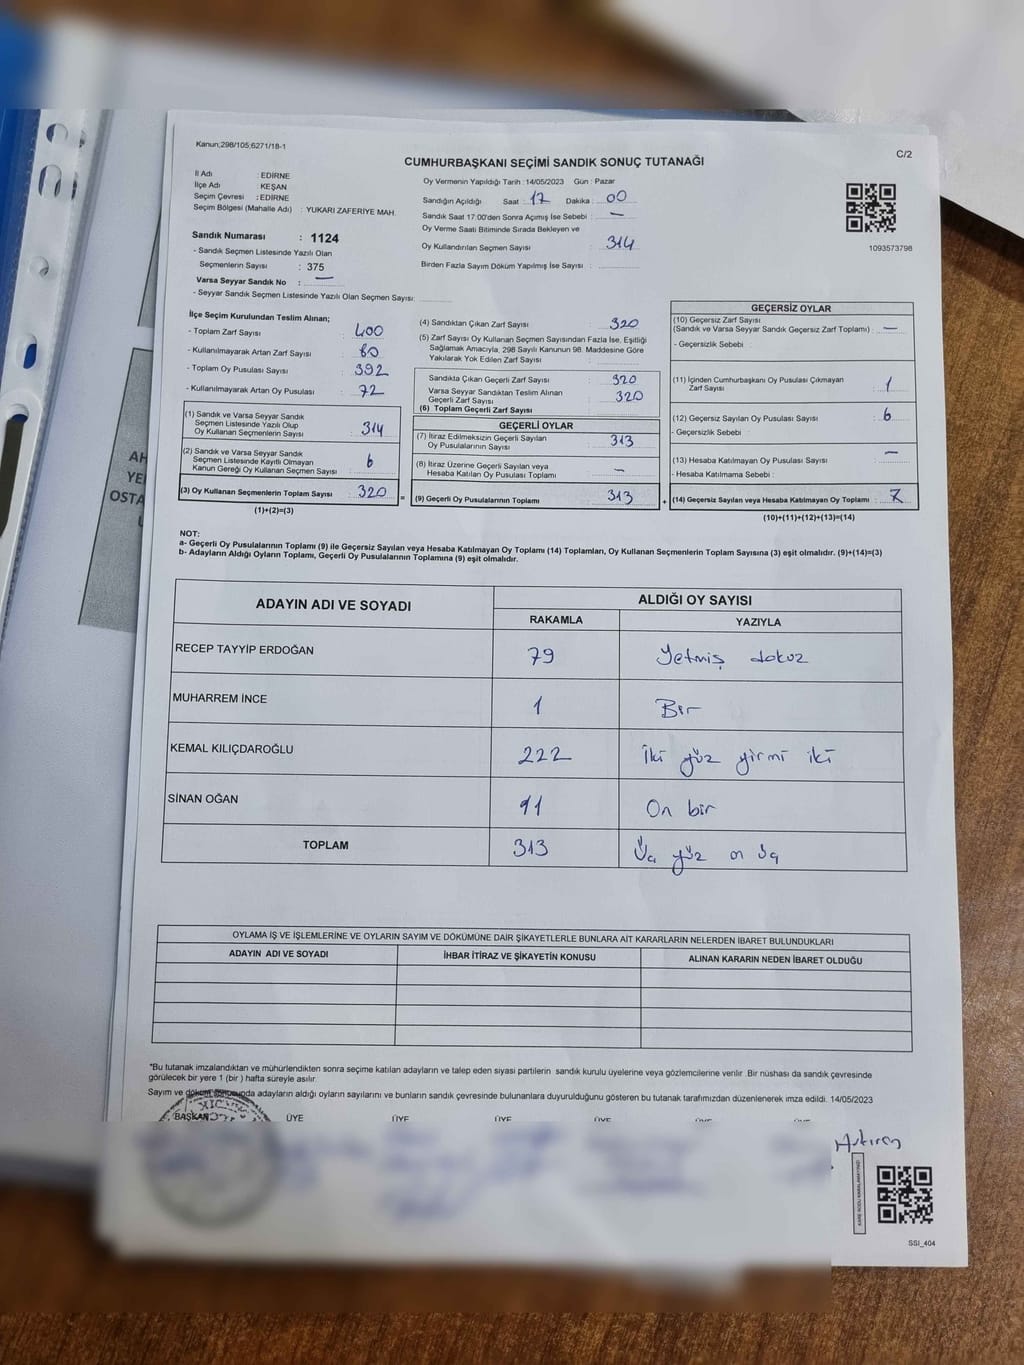 Kanun;298/105;6271/18-1
C/2
CUMHURBAŞKANI SEÇİMİ SANDIK SONUÇ TUTANAĞI
İl Adı : EDİRNE
İlçe Adı : KEŞAN
Seçim Çevresi : EDİRNE
Seçim Bölgesi (Mahalle Adı) : YUKARI ZAFERİYE MAH.
Sandık Numarası : 1124
- Sandık Seçmen Listesinde Yazılı Olan
Seçmenlerin Sayısı : 375
Varsa Seyyar Sandık No : —
- Seyyar Sandık Seçmen Listesinde Yazılı Olan Seçmen Sayısı:
Oy Vermenin Yapıldığı Tarih : 14/05/2023 Gün : Pazar
Sandığın Açıldığı Saat 17 Dakika 00
Sandık Saat 17:00'den Sonra Açımış İse Sebebi : —
Oy Verme Saati Bitiminde Sırada Bekleyen ve
Oy Kullandırılan Seçmen Sayısı 314
Birden Fazla Sayım Döküm Yapılmış İse Sayısı :
1093573798
İlçe Seçim Kurulundan Teslim Alınan;
- Toplam Zarf Sayısı : 400
- Kullanılmayarak Artan Zarf Sayısı : 80
- Toplam Oy Pusulası Sayısı : 392
- Kullanılmayarak Artan Oy Pusulası : 72
(1) Sandık ve Varsa Seyyar Sandık
Seçmen Listesinde Yazılı Olup
Oy Kullanan Seçmenlerin Sayısı : 314
(2) Sandık ve Varsa Seyyar Sandık
Seçmen Listesinde Kayıtlı Olmayan
Kanun Gereği Oy Kullanan Seçmen Sayısı : 6
(3) Oy Kullanan Seçmenlerin Toplam Sayısı : 320
(1)+(2)=(3)
=
(4) Sandıktan Çıkan Zarf Sayısı : 320
(5) Zarf Sayısı Oy Kullanan Seçmen Sayısından Fazla İse, Eşitliği
Sağlamak Amacıyla, 298 Sayılı Kanunun 98. Maddesine Göre
Yakılarak Yok Edilen Zarf Sayısı :
Sandıkta Çıkan Geçerli Zarf Sayısı : 320
Varsa Seyyar Sandıktan Teslim Alınan
Geçerli Zarf Sayısı : 320
(6) Toplam Geçerli Zarf Sayısı :
GEÇERLİ OYLAR
(7) İtiraz Edilmeksizin Geçerli Sayılan
Oy Pusulalarının Sayısı : 313
(8) İtiraz Üzerine Geçerli Sayılan veya
Hesaba Katılan Oy Pusulası Toplamı : —
(9) Geçerli Oy Pusulalarının Toplamı : 313
+
GEÇERSİZ OYLAR
(10) Geçersiz Zarf Sayısı
(Sandık ve Varsa Seyyar Sandık Geçersiz Zarf Toplamı) : —
- Geçersizlik Sebebi :
(11) İçinden Cumhurbaşkanı Oy Pusulası Çıkmayan
Zarf Sayısı : 1
(12) Geçersiz Sayılan Oy Pusulası Sayısı : 6
- Geçersizlik Sebebi :
(13) Hesaba Katılmayan Oy Pusulası Sayısı : —
- Hesaba Katılmama Sebebi :
(14) Geçersiz Sayılan veya Hesaba Katılmayan Oy Toplamı : 7
(10)+(11)+(12)+(13)=(14)
NOT:
a- Geçerli Oy Pusulalarının Toplamı (9) ile Geçersiz Sayılan veya Hesaba Katılmayan Oy Toplamı (14) Toplamları, Oy Kullanan Seçmenlerin Toplam Sayısına (3) eşit olmalıdır. (9)+(14)=(3)
b- Adayların Aldığı Oyların Toplamı, Geçerli Oy Pusulalarının Toplamına (9) eşit olmalıdır.
ADAYIN ADI VE SOYADI
ALDIĞI OY SAYISI
RAKAMLA YAZIYLA
RECEP TAYYİP ERDOĞAN 79 Yetmiş dokuz
MUHARREM İNCE 1 Bir
KEMAL KILIÇDAROĞLU 222 İki yüz yirmi iki
SİNAN OĞAN 11 On bir
TOPLAM 313 Üç yüz on üç
OYLAMA İŞ VE İŞLEMLERİNE VE OYLARIN SAYIM VE DÖKÜMÜNE DAİR ŞİKAYETLERLE BUNLARA AİT KARARLARIN NELERDEN İBARET BULUNDUKLARI
ADAYIN ADI VE SOYADI İHBAR İTİRAZ VE ŞİKAYETİN KONUSU ALINAN KARARIN NEDEN İBARET OLDUĞU
*Bu tutanak imzalandıktan ve mühürlendikten sonra seçime katılan adayların ve talep eden siyasi partilerin sandık kurulu üyelerine veya gözlemcilerine verilir .Bir nüshası da sandık çevresinde
görülecek bir yere 1 (bir ) hafta süreyle asılır.
Sayım ve döküm sonucunda adayların aldığı oyların sayılarını ve bunların sandık çevresinde bulunanlara duyurulduğunu gösteren bu tutanak tarafımızdan düzenlenerek imza edildi. 14/05/2023
BAŞKAN ÜYE ÜYE ÜYE ÜYE ÜYE ÜYE
SSI_404